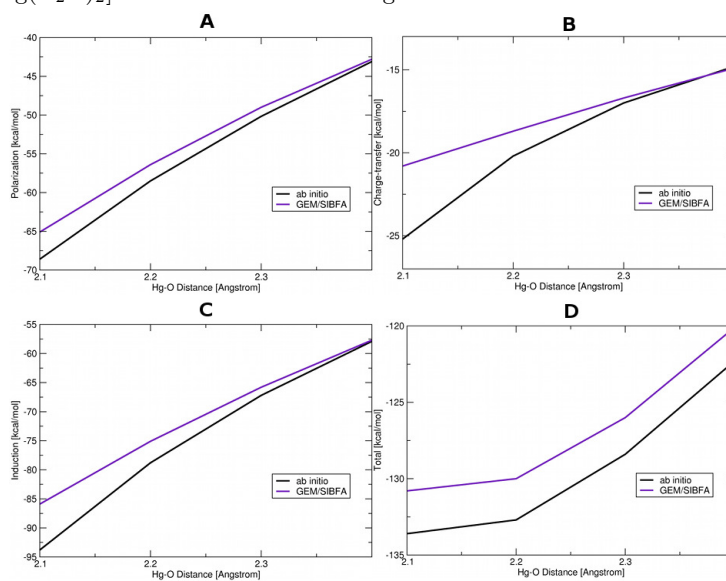 A
-40
-45
-50
-55
-60
-65
-70
Polarization [kcal/mol]
ab initio
GEM/SIBFA
2.1
2.2
2.3
Hg-O Distance [Angstrom]
B
-15
-20
-25
Charge-transfer [kcal/mol]
ab initio
GEM/SIBFA
2.1
2.2
2.3
Hg-O Distance [Angstrom]
C
-55
-60
-65
-70
-75
-80
-85
-90
-95
Induction [kcal/mol]
ab initio
GEM/SIBFA
2.1
2.2
2.3
Hg-O Distance [Angstrom]
D
-120
-125
-130
-135
Total [kcal/mol]
ab initio
GEM/SIBFA
2.1
2.2
2.3
Hg-O Distance [Angstrom]